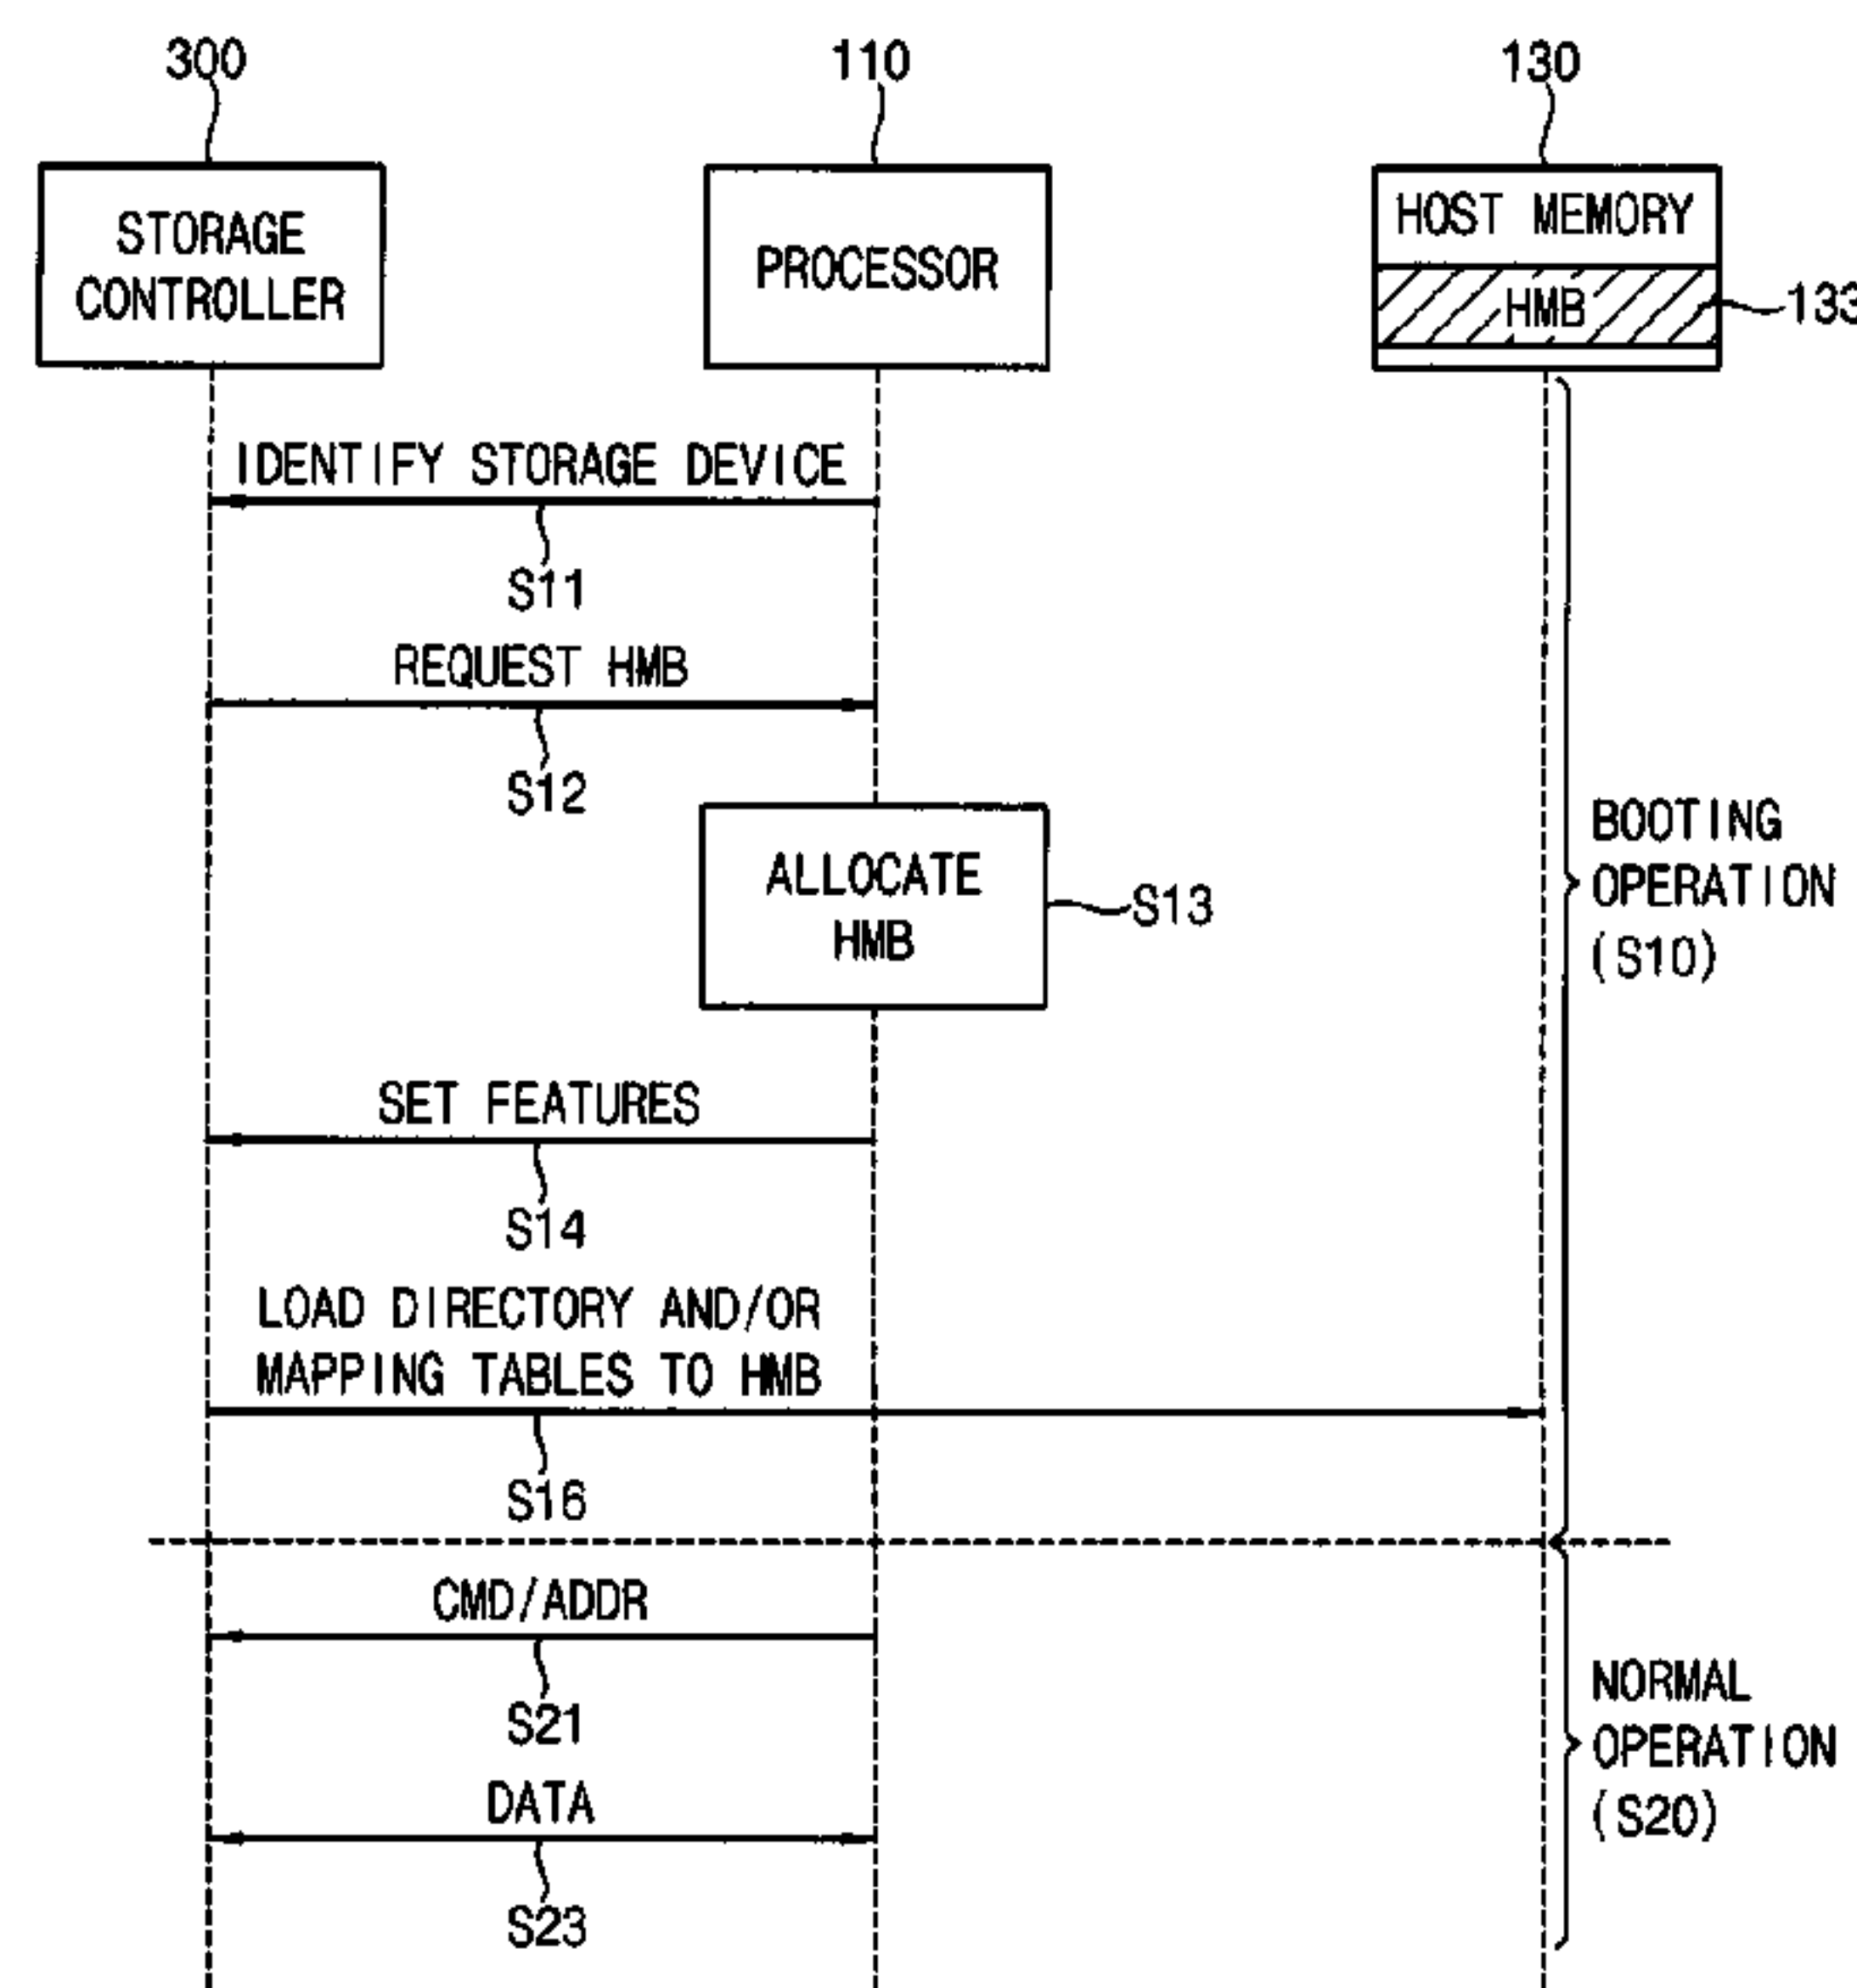 300
110
130
STORAGE
CONTROLLER
PROCESSOR
HOST MEMORY
HMB
133
IDENTIFY STORAGE DEVICE
S11
REQUEST HMB
S12
ALLOCATE
HMB
S13
BOOTING
OPERATION
(S10)
SET FEATURES
S14
LOAD DIRECTORY AND/OR
MAPPING TABLES TO HMB
S16
CMD/ADDR
S21
NORMAL
OPERATION
(S20)
DATA
S23